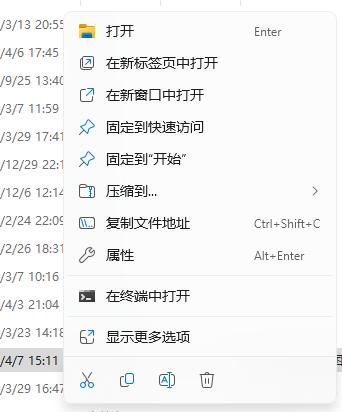 /3/13 20:55
打开 Enter
/4/6 17:45
在新标签页中打开
/9/25 13:40
在新窗口中打开
/3/7 11:59
固定到快速访问
/3/29 17:41
固定到“开始”
/12/29 22:1
压缩到...
/12/6 12:14
复制文件地址 Ctrl+Shift+C
/2/24 22:09
/2/26 18:31
属性 Alt+Enter
/3/7 10:16
在终端中打开
/4/3 21:04
/3/23 14:18
显示更多选项
/4/7 15:11
/3/29 16:47